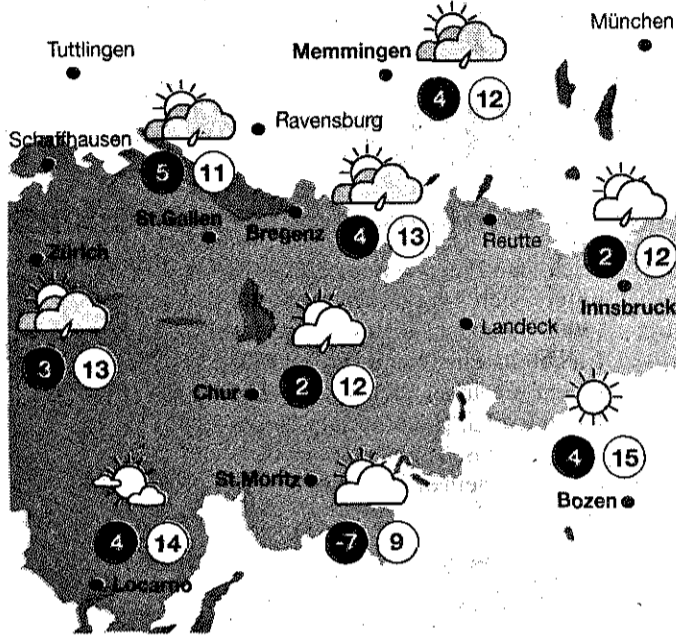 München
Tuttlingen
Memmingen
4 12
Ravensburg
Schaffhausen
5 11
St.Gallen
Bregenz
4 13
Reutte
2 12
Zürich
Innsbruck
Landeck
3 13
Chur
2 12
4 15
St.Moritz
Bozen
4 14
-7 9
Locarno